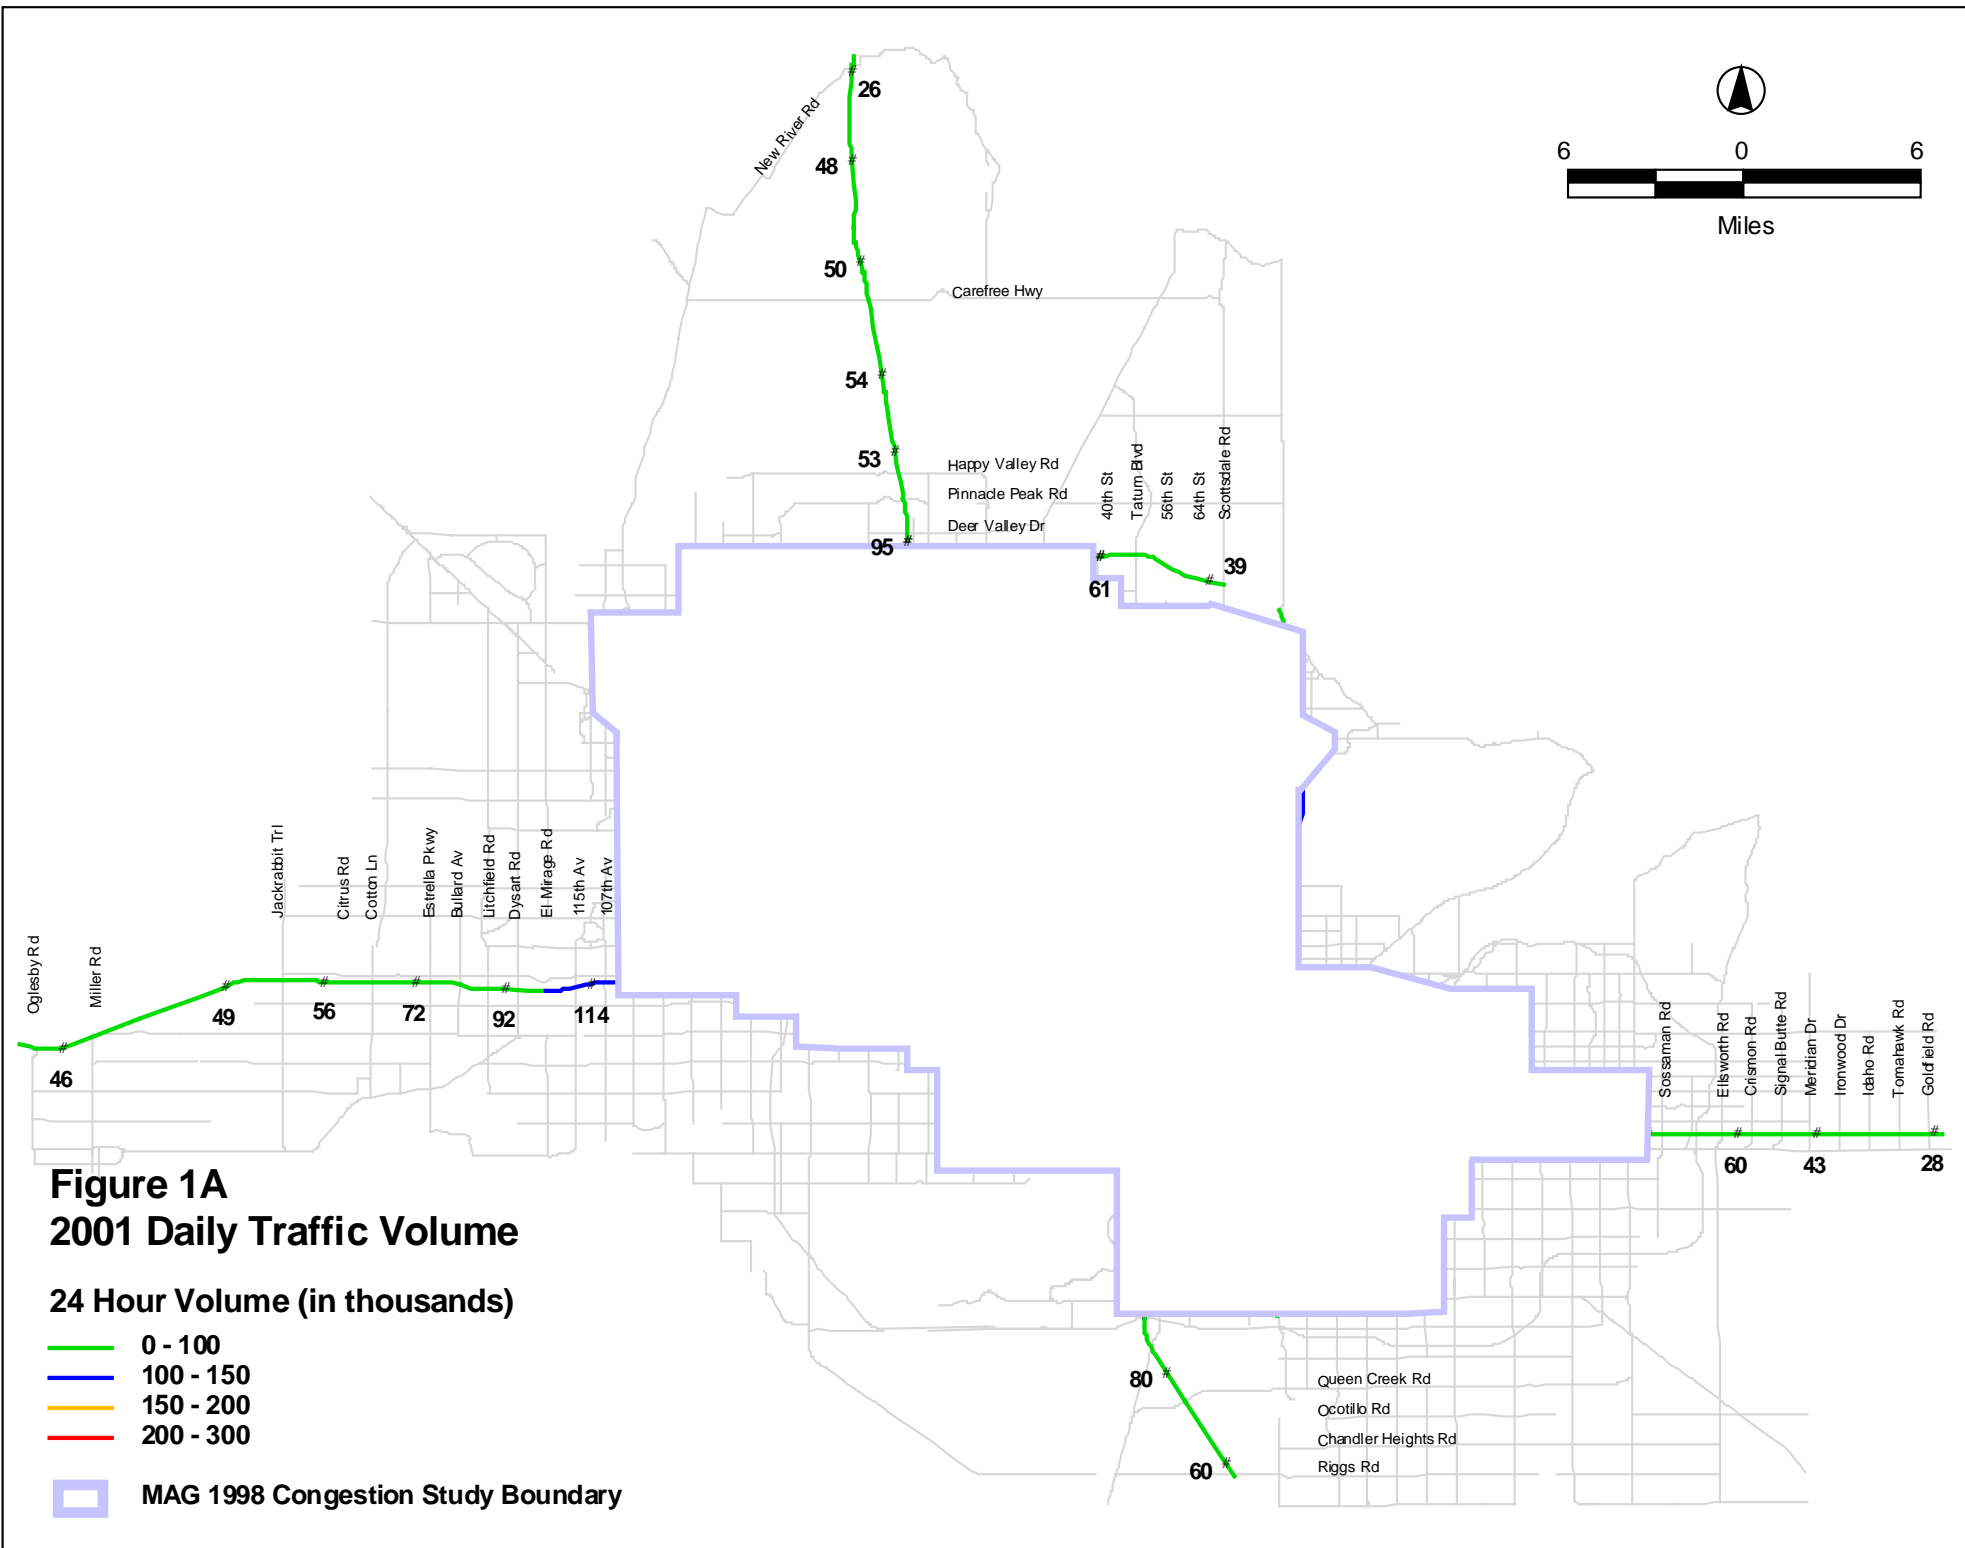 26
New River Rd
6 0 6
48
Miles
50
Carefree Hwy
54
53
Happy Valley Rd
Pinnacle Peak Rd
Deer Valley Dr
40th St
Tatum Blvd
56th St
64th St
Scottsdale Rd
95
39
61
Jackrabbit Trl
Citrus Rd
Cotton Ln
Estrella Pkwy
Bullard Av
Litchfield Rd
Dysart Rd
El Mirage Rd
115th Av
107th Av
Oglesby Rd
Miller Rd
49
56
72
92
114
46
Sossaman Rd
Ellsworth Rd
Crismon Rd
Signal Butte Rd
Meridian Dr
Ironwood Dr
Idaho Rd
Tomahawk Rd
Goldfield Rd
60
43
28
Figure 1A
2001 Daily Traffic Volume
24 Hour Volume (in thousands)
0 - 100
100 - 150
150 - 200
200 - 300
MAG 1998 Congestion Study Boundary
80
Queen Creek Rd
Ocotillo Rd
Chandler Heights Rd
60
Riggs Rd